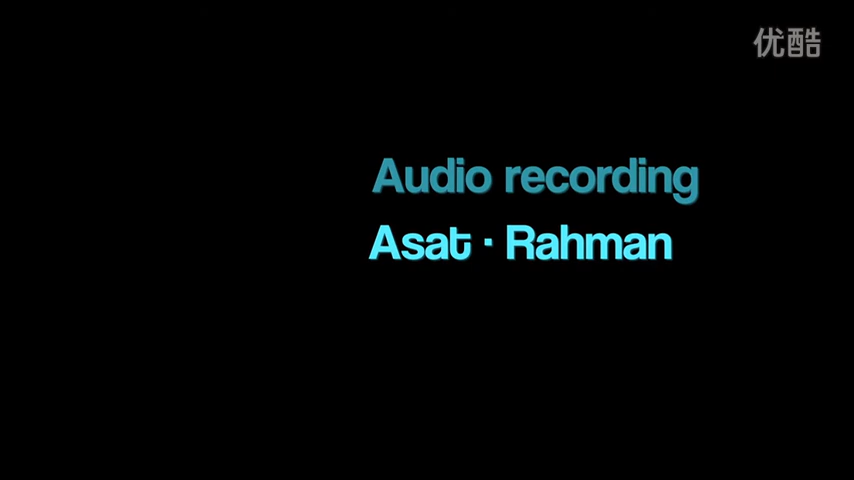 优酷
Audio recording
Asat · Rahman